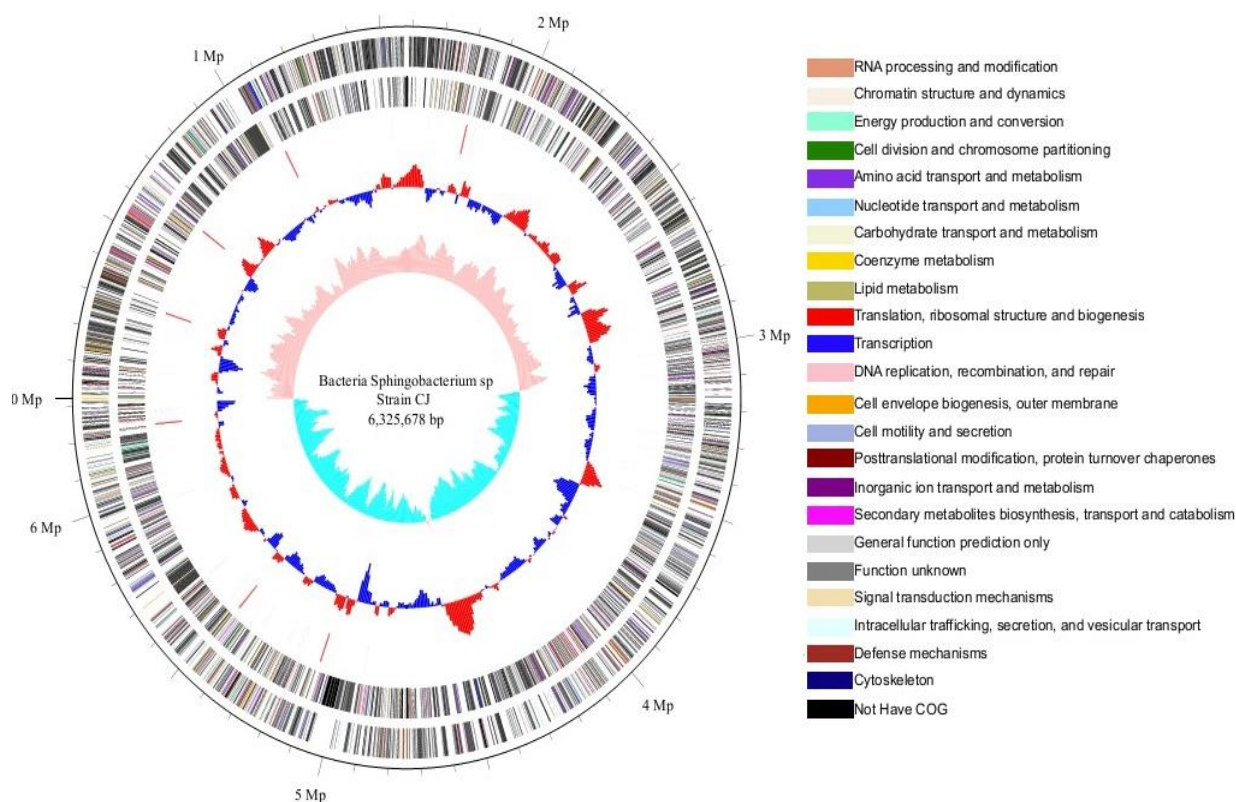 2 Mp
1 Mp
3 Mp
0 Mp
Bacteria Sphingobacterium sp
Strain CJ
6,325,678 bp
6 Mp
4 Mp
5 Mp
RNA processing and modification
Chromatin structure and dynamics
Energy production and conversion
Cell division and chromosome partitioning
Amino acid transport and metabolism
Nucleotide transport and metabolism
Carbohydrate transport and metabolism
Coenzyme metabolism
Lipid metabolism
Translation, ribosomal structure and biogenesis
Transcription
DNA replication, recombination, and repair
Cell envelope biogenesis, outer membrane
Cell motility and secretion
Posttranslational modification, protein turnover chaperones
Inorganic ion transport and metabolism
Secondary metabolites biosynthesis, transport and catabolism
General function prediction only
Function unknown
Signal transduction mechanisms
Intracellular trafficking, secretion, and vesicular transport
Defense mechanisms
Cytoskeleton
Not Have COG